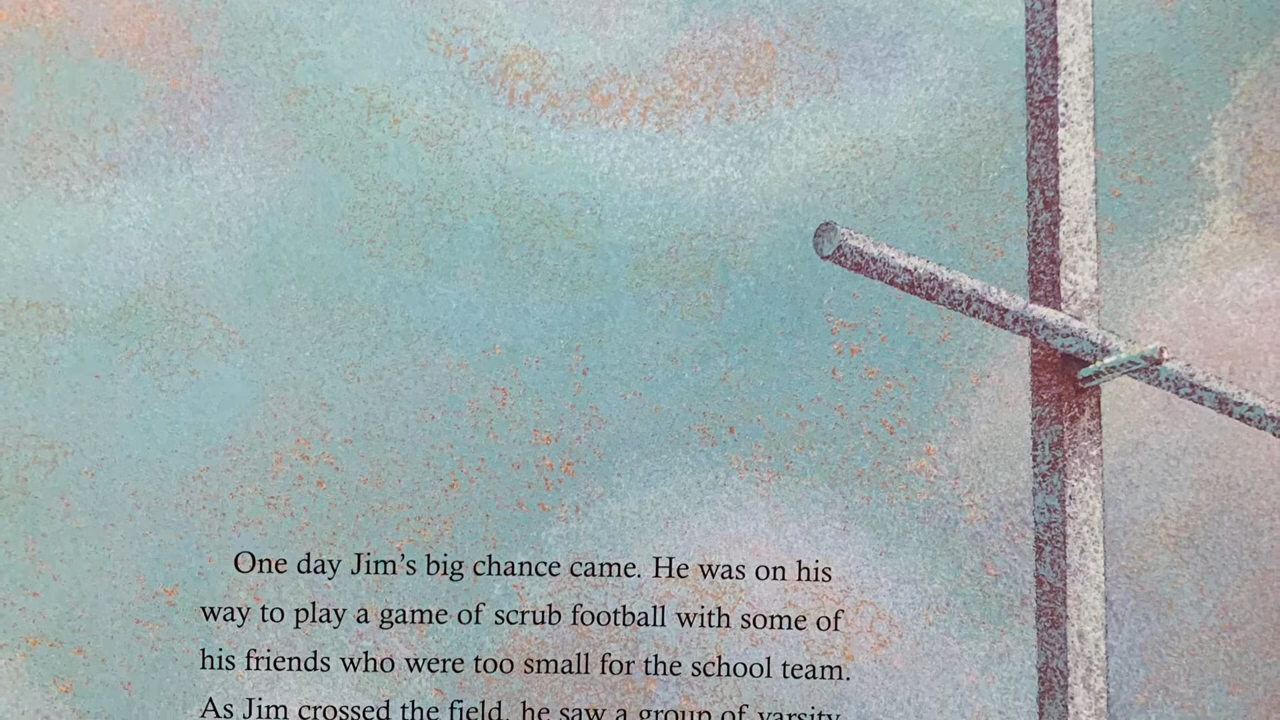 One day Jim’s big chance came. He was on his
way to play a game of scrub football with some of
his friends who were too small for the school team.
As Jim crossed the field, he saw a group of varsity